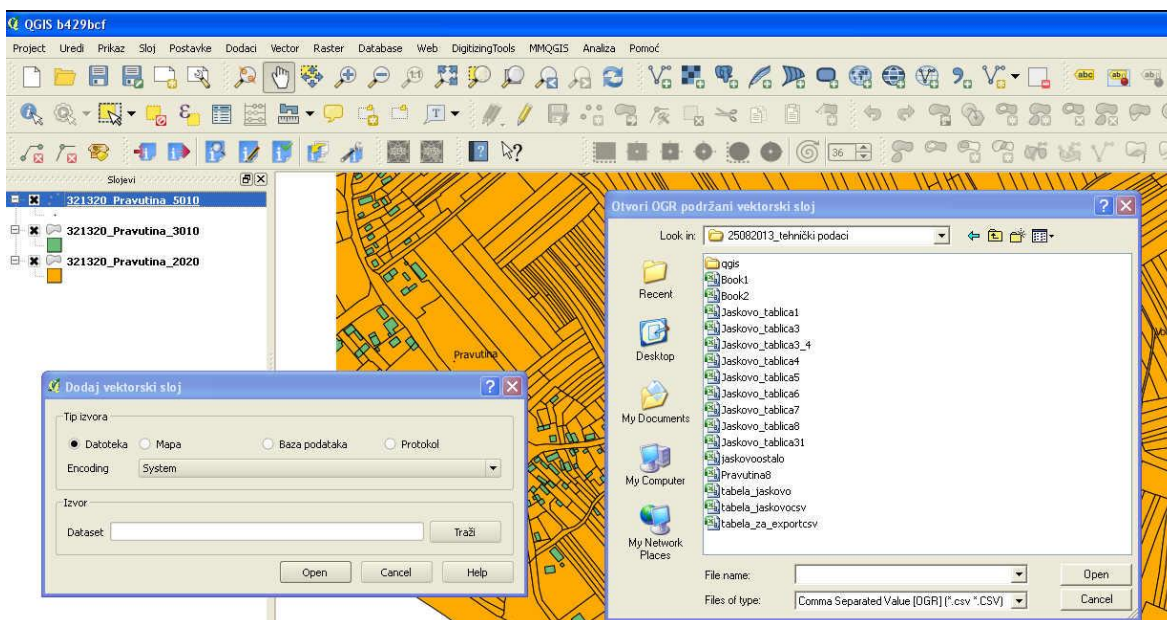 QGIS b429bcf
Project Uredi Prikaz Sloj Postavke Dodaci Vector Raster Database Web DigitizingTools MMQGIS Analiza Pomoć
abc
36
Slojevi
321320_Pravutina_5010
321320_Pravutina_3010
321320_Pravutina_2020
Pravutina
Dodaj vektorski sloj
Tip izvora
Datoteka Mapa Baza podataka Protokol
Encoding System
Izvor
Dataset Traži
Open Cancel Help
Otvori OGR podržani vektorski sloj
Look in: 25082013_tehnički podaci
Recent
Desktop
My Documents
My Computer
My Network Places
qgis
Book1
Book2
Jaskovo_tablica1
Jaskovo_tablica3
Jaskovo_tablica3_4
Jaskovo_tablica4
Jaskovo_tablica5
Jaskovo_tablica6
Jaskovo_tablica7
Jaskovo_tablica8
Jaskovo_tablica31
jaskovoostalo
Pravutina8
tabela_jaskovo
tabela_jaskovocsv
tabela_za_exportcsv
File name: Open
Files of type: Comma Separated Value [OGR] (*.csv *.CSV) Cancel